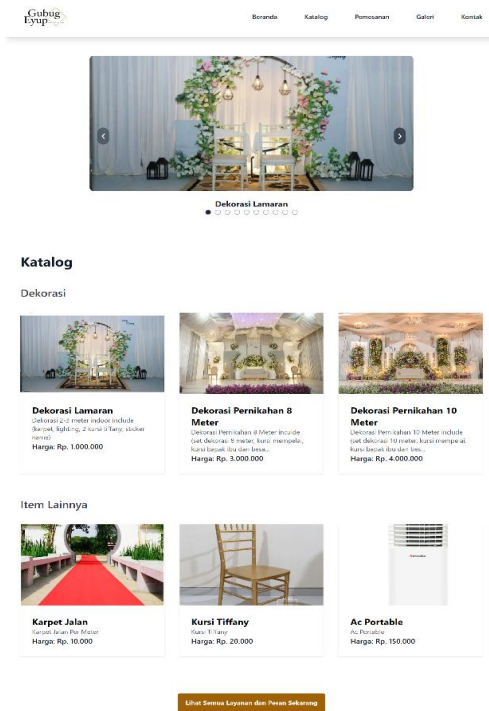 Gubug
Eyup
Beranda Katalog Pemesanan Galeri Kontak
Dekorasi Lamaran
Katalog
Dekorasi
Dekorasi Lamaran
Dekorasi 2-3 meter indoor include
(karpet, lighting, 2 kursi tiffany, sticker
name)
Harga: Rp. 1.000.000
Dekorasi Pernikahan 8
Meter
Dekorasi Pernikahan 8 Meter include
(set dekorasi 8 meter, kursi mempelai,
kursi bapak ibu dan besa...
Harga: Rp. 3.000.000
Dekorasi Pernikahan 10
Meter
Dekorasi Pernikahan 10 Meter include
(set dekorasi 10 meter, kursi mempelai,
kursi bapak ibu dan bes...
Harga: Rp. 4.000.000
Item Lainnya
Karpet Jalan
Karpet Jalan Per Meter
Harga: Rp. 10.000
Kursi Tiffany
Kursi Tiffany
Harga: Rp. 20.000
Ac Portable
Ac Portable
Harga: Rp. 150.000
Lihat Semua Layanan dan Pesan Sekarang